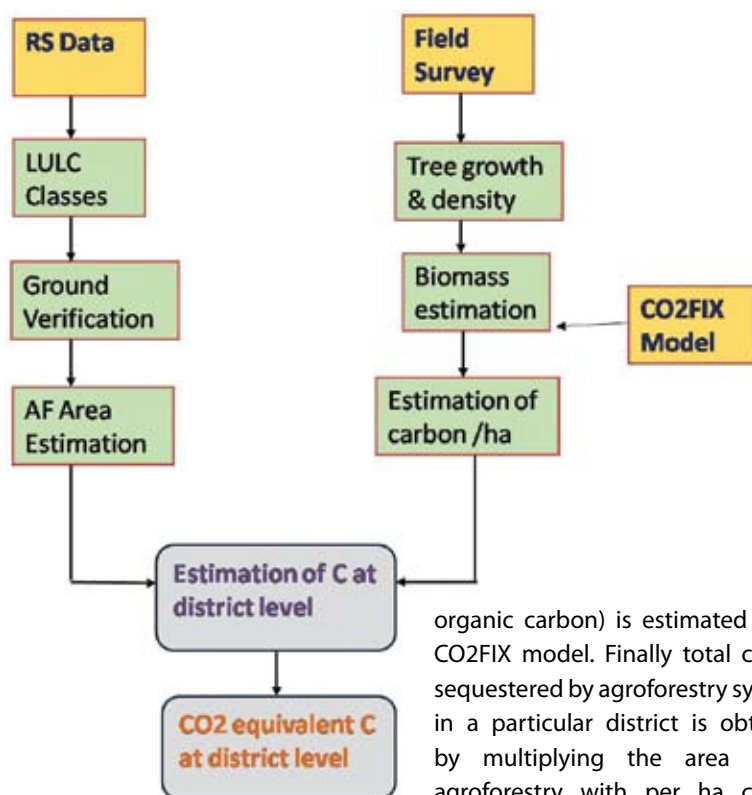 RS Data
LULC
Classes
Ground
Verification
AF Area
Estimation
Field
Survey
Tree growth
& density
Biomass
estimation
CO2FIX
Model
Estimation of
carbon /ha
Estimation of C at
district level
CO2 equivalent C
at district level
organic carbon) is estimated
CO2FIX model. Finally total
sequestered by agroforestry
in a particular district is
by multiplying the area
agroforestry with per ha